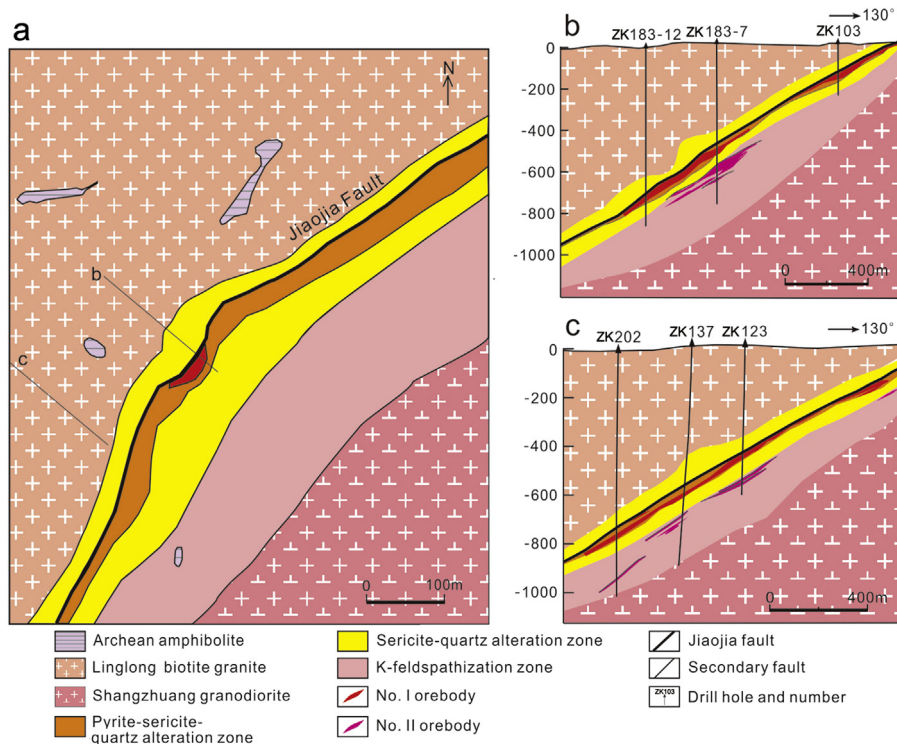 a
N
Jiaojia Fault
b
c
0 100m
b
130°
ZK183-12 ZK183-7 ZK103
0
-200
-400
-600
-800
-1000
0 400m
c
130°
ZK202 ZK137 ZK123
0
-200
-400
-600
-800
-1000
0 400m
Archean amphibolite
Linglong biotite granite
Shangzhuang granodiorite
Pyrite-sericite-
quartz alteration zone
Sericite-quartz alteration zone
K-feldspathization zone
No. I orebody
No. II orebody
Jiaojia fault
Secondary fault
ZK103
Drill hole and number